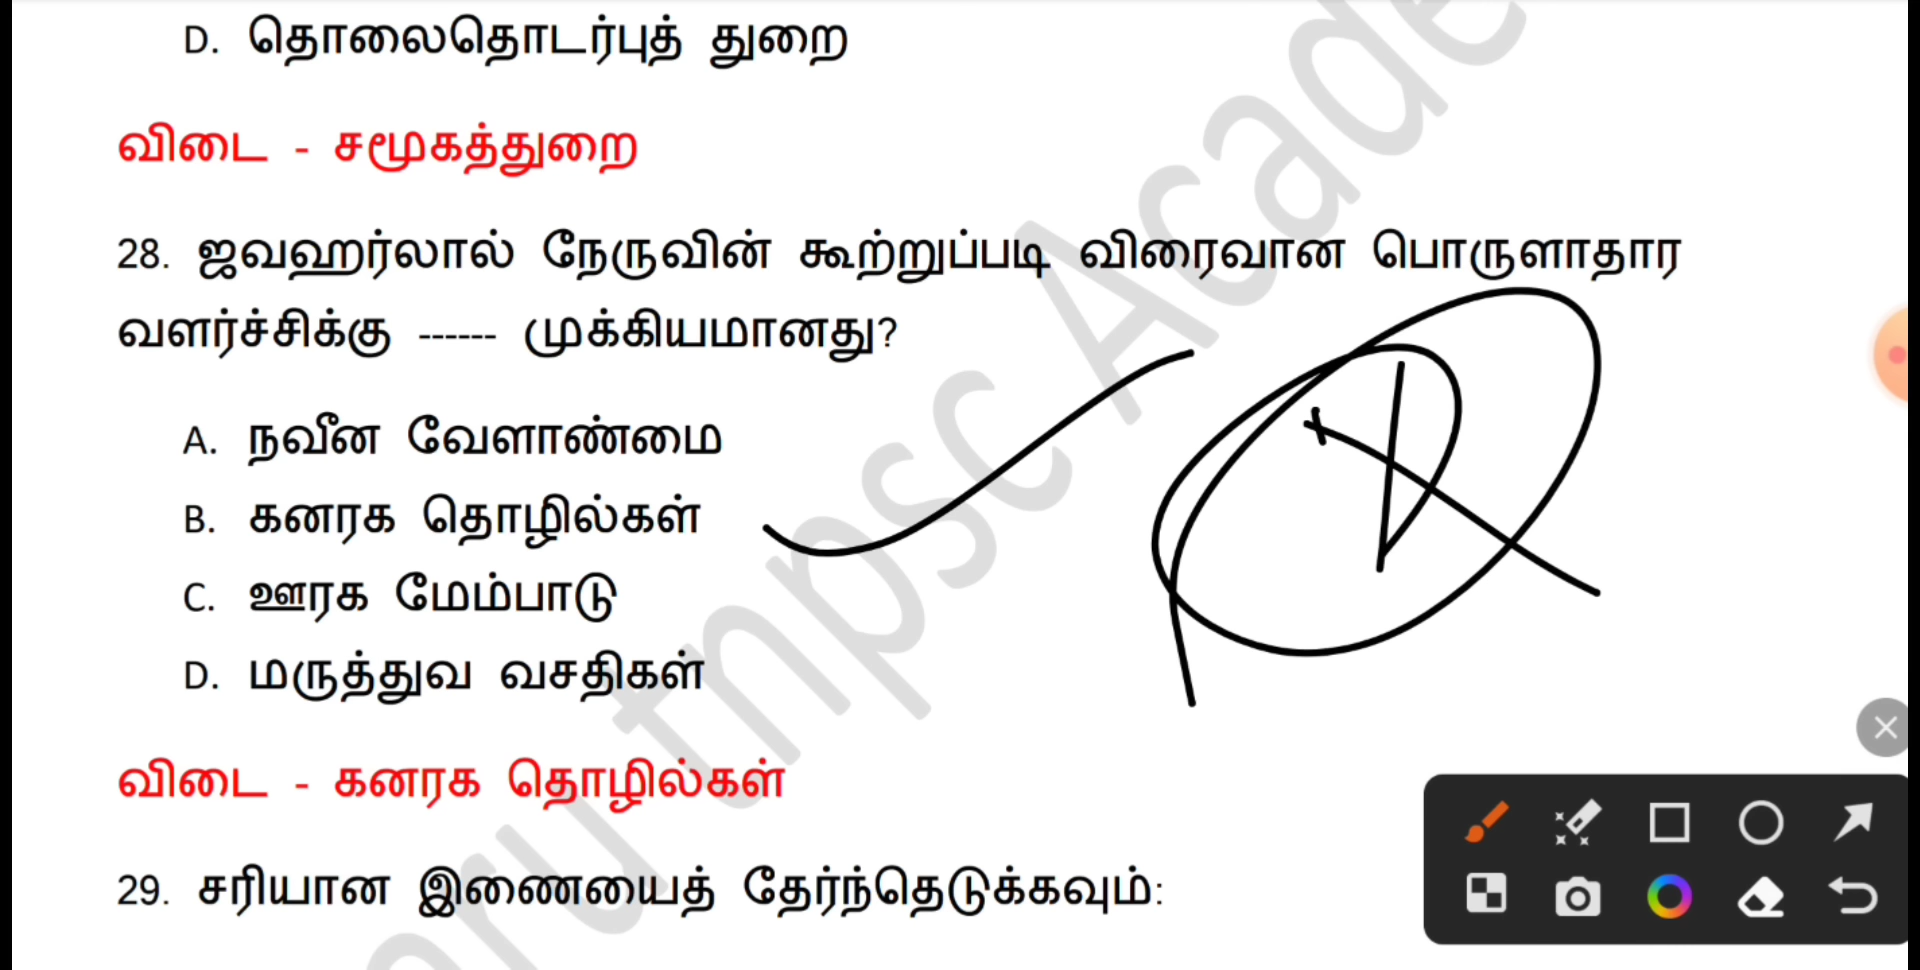 D. தொலைதொடர்புத் துறை
விடை - சமூகத்துறை
28. ஜவஹர்லால் நேருவின் கூற்றுப்படி விரைவான பொருளாதார
வளர்ச்சிக்கு ------ முக்கியமானது?
A. நவீன வேளாண்மை
B. கனரக தொழில்கள்
C. ஊரக மேம்பாடு
D. மருத்துவ வசதிகள்
விடை - கனரக தொழில்கள்
29. சரியான இணையைத் தேர்ந்தெடுக்கவும்: